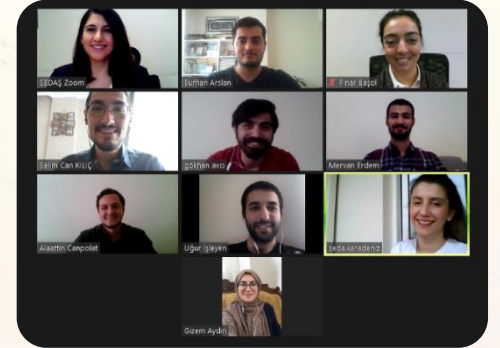 SEDAŞ Zoom
Burhan Arslan
Pınar Başol
Selim Can KILIÇ
gökhan avcı
Mervan Erdem
Alaattin Canpolat
Uğur İşleyen
seda.karadeniz
Gizem Aydın